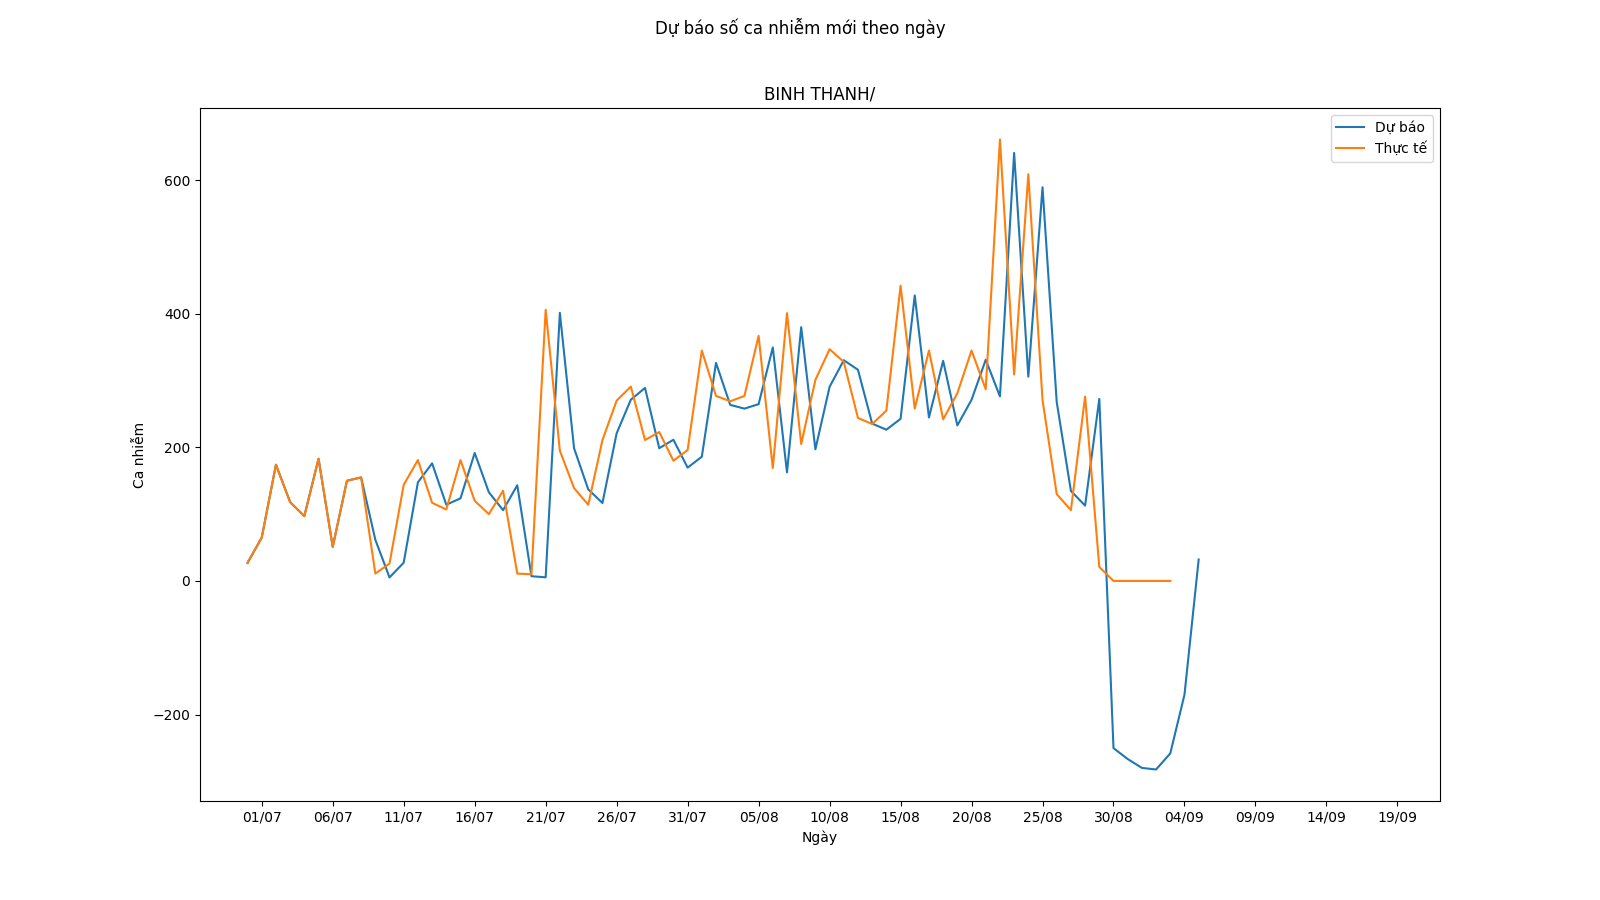 Dự báo số ca nhiễm mới theo ngày
BINH THANH/
Dự báo
Thực tế
Ca nhiễm
600
400
200
0
−200
01/07 06/07 11/07 16/07 21/07 26/07 31/07 05/08 10/08 15/08 20/08 25/08 30/08 04/09 09/09 14/09 19/09
Ngày